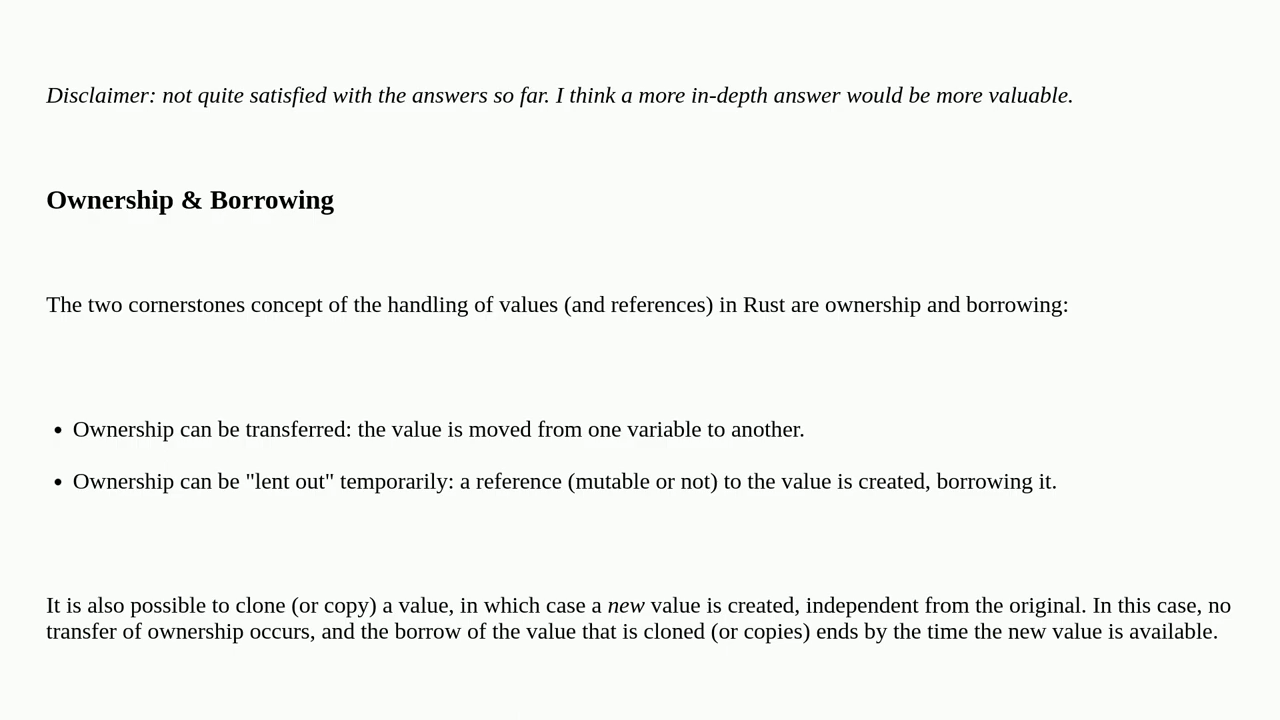 Disclaimer: not quite satisfied with the answers so far. I think a more in-depth answer would be more valuable.
Ownership & Borrowing
The two cornerstones concept of the handling of values (and references) in Rust are ownership and borrowing:
• Ownership can be transferred: the value is moved from one variable to another.
• Ownership can be "lent out" temporarily: a reference (mutable or not) to the value is created, borrowing it.
It is also possible to clone (or copy) a value, in which case a new value is created, independent from the original. In this case, no
transfer of ownership occurs, and the borrow of the value that is cloned (or copies) ends by the time the new value is available.